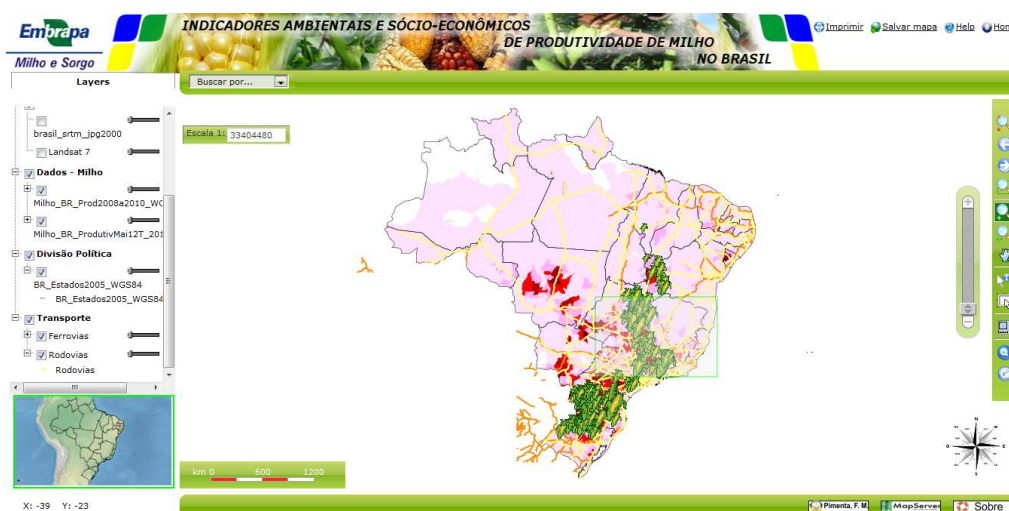 Embrapa
Milho e Sorgo
INDICADORES AMBIENTAIS E SÓCIO-ECONÔMICOS
DE PRODUTIVIDADE DE MILHO
NO BRASIL
Imprimir Salvar mapa Help Hom
Layers
Buscar por...
Escala 1: 33404480
brasil_srtm_jpg2000
Landsat 7
Dados - Milho
Milho_BR_Prod2008a2010_WG
Milho_BR_ProdutivMai12T_201
Divisão Política
BR_Estados2005_WGS84
BR_Estados2005_WGS84
Transporte
Ferrovias
Rodovias
Rodovias
km 0 600 1200
X: -39 Y: -23
Pimenta, F. M. MapServer Sobre